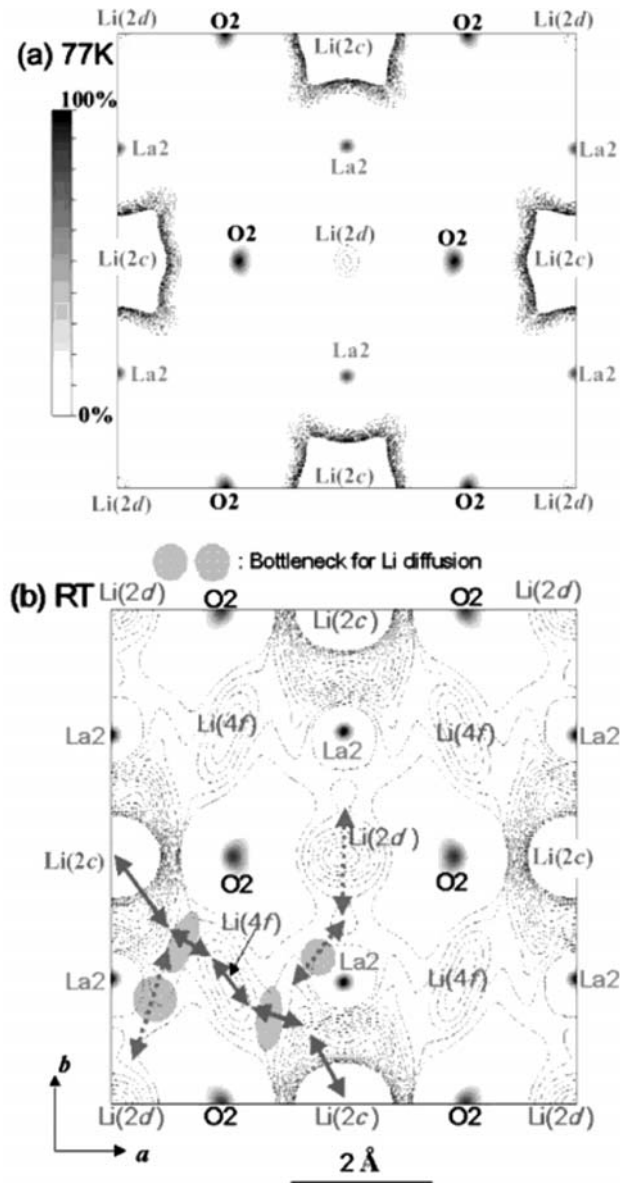 Li(2d) O2 O2 Li(2d)
(a) 77K Li(2c)
100%
La2 La2 La2
Li(2c) O2 Li(2d) O2 Li(2c)
La2 La2 La2
0%
Li(2c)
Li(2d) O2 O2 Li(2d)
: Bottleneck for Li diffusion
(b) RT Li(2d) O2 O2 Li(2d)
Li(2c)
Li(4f) Li(4f)
La2 La2 La2
Li(2d)
Li(2c) O2 O2 Li(2c)
Li(4f)
La2 La2 Li(4f) La2
b
Li(2d) O2 Li(2c) O2 Li(2d)
a
2 Å